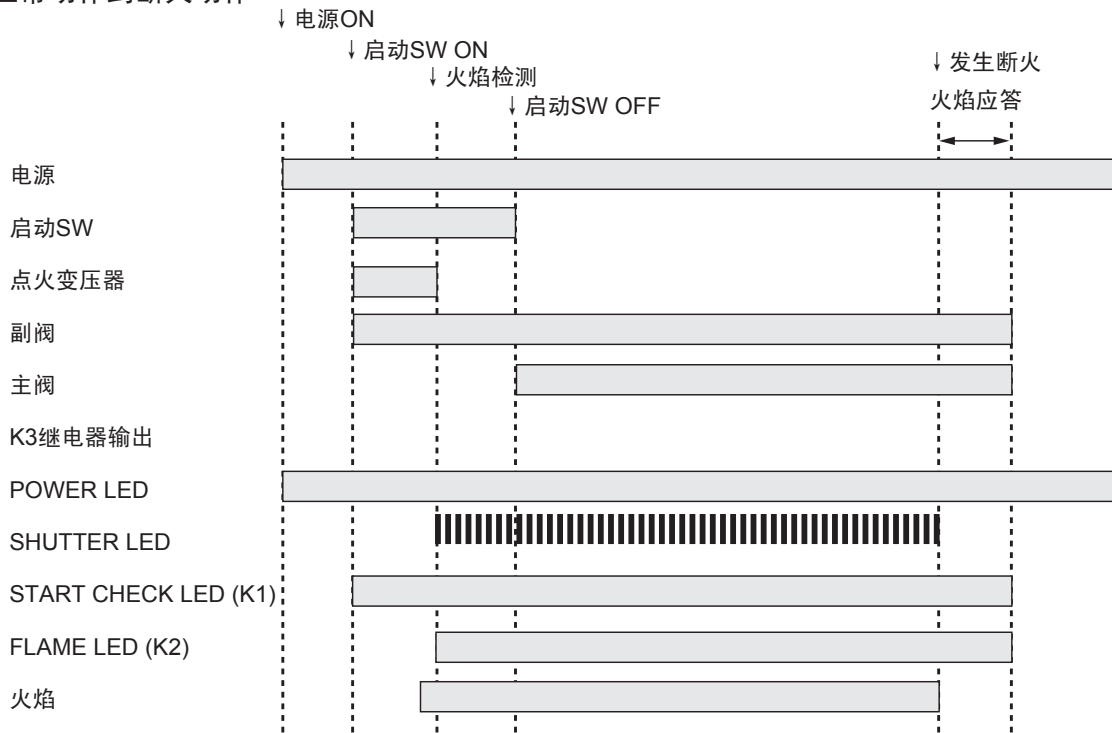 ↓ 电源ON
↓ 启动SW ON
↓ 火焰检测
↓ 启动SW OFF
↓ 发生断火
火焰应答
电源
启动SW
点火变压器
副阀
主阀
K3继电器输出
POWER LED
SHUTTER LED
START CHECK LED (K1)
FLAME LED (K2)
火焰